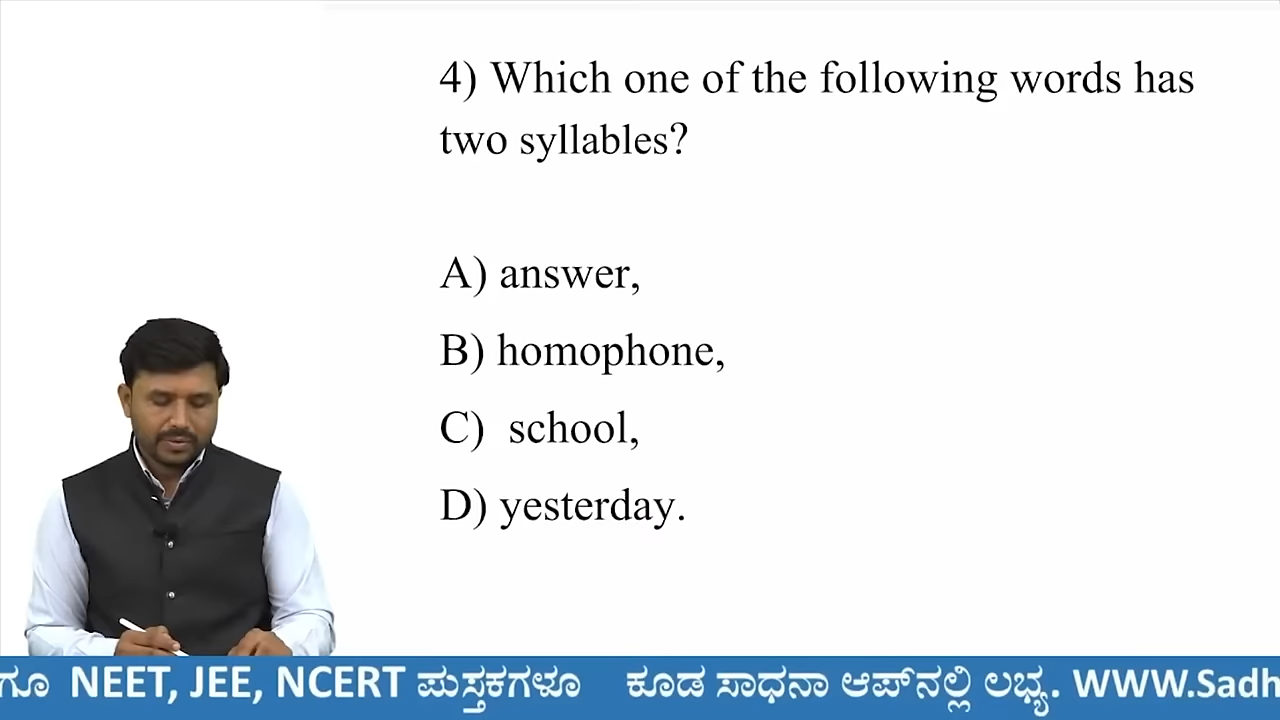 4) Which one of the following words has
two syllables?
A) answer,
B) homophone,
C) school,
D) yesterday.
NEET, JEE, NCERT ಪುಸ್ತಕಗಳೂ ಕೂಡ ಸಾಧನಾ ಆಪ್‌ನಲ್ಲಿ ಲಭ್ಯ. WWW.Sadh